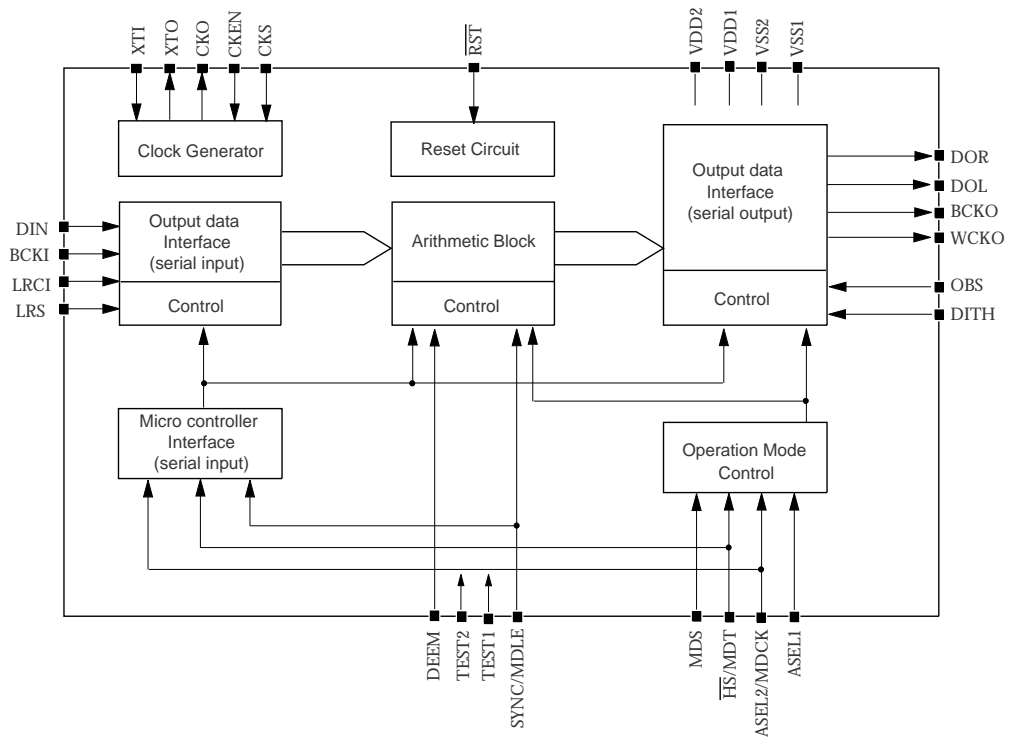 XTI
XTO
CKO
CKEN
CKS
RST
VDD2
VDD1
VSS2
VSS1
Clock Generator
Reset Circuit
Output data
Interface
(serial output)
Control
DOR
DOL
BCKO
WCKO
OBS
DITH
DIN
BCKI
LRCI
LRS
Output data
Interface
(serial input)
Control
Arithmetic Block
Control
Micro controller
Interface
(serial input)
Operation Mode
Control
DEEM
TEST2
TEST1
SYNC/MDLE
MDS
HS/MDT
ASEL2/MDCK
ASEL1